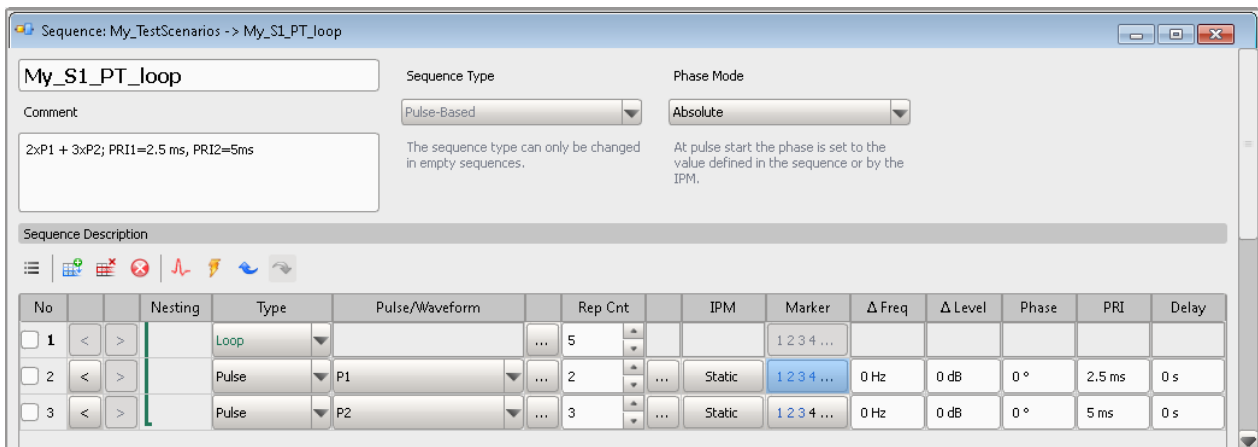 Sequence: My_TestScenarios -> My_S1_PT_loop
My_S1_PT_loop
Sequence Type
Phase Mode
Comment
Pulse-Based
Absolute
2xP1 + 3xP2; PRI1=2.5 ms, PRI2=5ms
The sequence type can only be changed
in empty sequences.
At pulse start the phase is set to the
value defined in the sequence or by the
IPM.
Sequence Description
No Nesting Type Pulse/Waveform Rep Cnt IPM Marker Δ Freq Δ Level Phase PRI Delay
1 < > Loop ... 5 1 2 3 4 ...
2 < > Pulse P1 ... 2 ... Static 1 2 3 4 ... 0 Hz 0 dB 0 ° 2.5 ms 0 s
3 < > Pulse P2 ... 3 ... Static 1 2 3 4 ... 0 Hz 0 dB 0 ° 5 ms 0 s